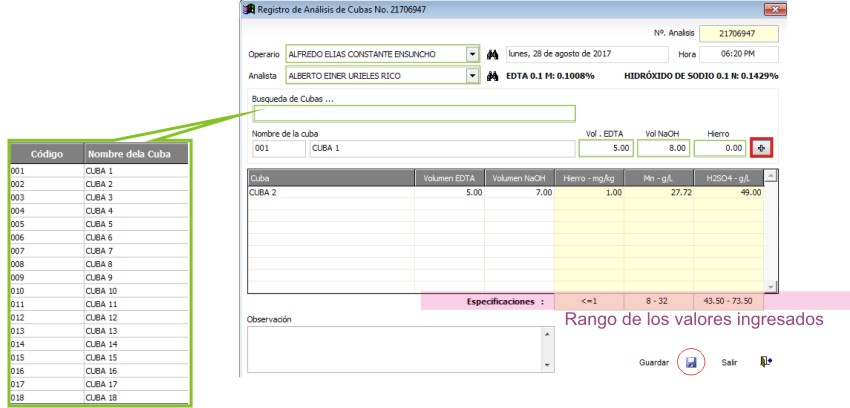 Registro de Análisis de Cubas No. 21706947
Nº. Analisis 21706947
Operario ALFREDO ELIAS CONSTANTE ENSUNCHO lunes, 28 de agosto de 2017 Hora 06:20 PM
Analista ALBERTO EINER URIELES RICO EDTA 0.1 M: 0.1008% HIDRÓXIDO DE SODIO 0.1 N: 0.1429%
Busqueda de Cubas ...
Nombre de la cuba Vol . EDTA Vol NaOH Hierro
001 CUBA 1 5.00 8.00 0.00
Cuba Volumen EDTA Volumen NaOH Hierro - mg/kg Mn - g/L H2SO4 - g/L
CUBA 2 5.00 7.00 1.00 27.72 49.00
Especificaciones : <=1 8 - 32 43.50 - 73.50
Rango de los valores ingresados
Observación
Guardar Salir
Código Nombre dela Cuba
001 CUBA 1
002 CUBA 2
003 CUBA 3
004 CUBA 4
005 CUBA 5
006 CUBA 6
007 CUBA 7
008 CUBA 8
009 CUBA 9
010 CUBA 10
011 CUBA 11
012 CUBA 12
013 CUBA 13
014 CUBA 14
015 CUBA 15
016 CUBA 16
017 CUBA 17
018 CUBA 18